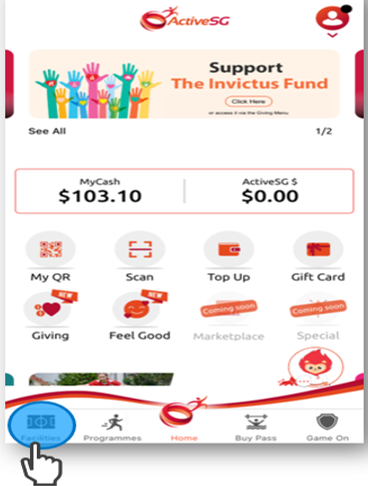 ActiveSG
Support
The Invictus Fund
Click Here
or access it via the Giving Menu
See All 1/2
MyCash ActiveSG $
$103.10 $0.00
My QR Scan Top Up Gift Card
NEW NEW Coming soon Coming soon
Giving Feel Good Marketplace Special
Facilities Programmes Home Buy Pass Game On